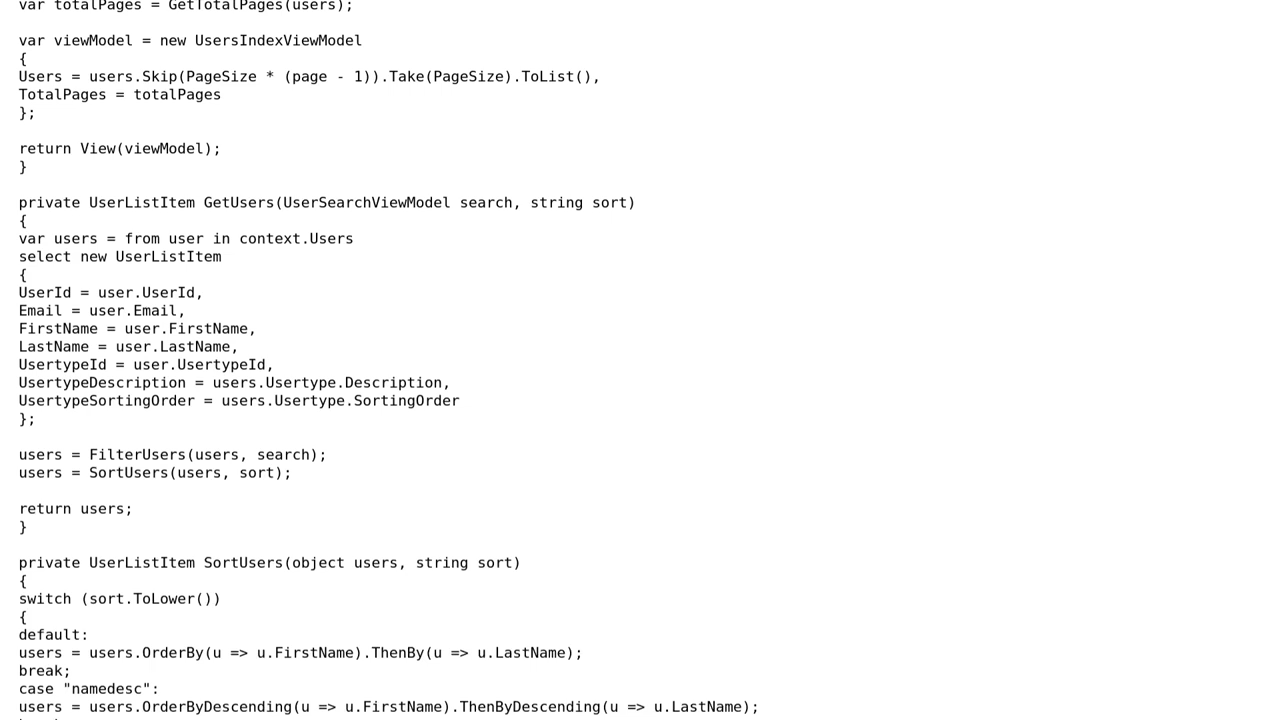 var totalPages = GetTotalPages(users);
var viewModel = new UsersIndexViewModel
{
Users = users.Skip(PageSize * (page - 1)).Take(PageSize).ToList(),
TotalPages = totalPages
};
return View(viewModel);
}
private UserListItem GetUsers(UserSearchViewModel search, string sort)
{
var users = from user in context.Users
select new UserListItem
{
UserId = user.UserId,
Email = user.Email,
FirstName = user.FirstName,
LastName = user.LastName,
UsertypeId = user.UsertypeId,
UsertypeDescription = users.Usertype.Description,
UsertypeSortingOrder = users.Usertype.SortingOrder
};
users = FilterUsers(users, search);
users = SortUsers(users, sort);
return users;
}
private UserListItem SortUsers(object users, string sort)
{
switch (sort.ToLower())
{
default:
users = users.OrderBy(u => u.FirstName).ThenBy(u => u.LastName);
break;
case "namedesc":
users = users.OrderByDescending(u => u.FirstName).ThenByDescending(u => u.LastName);